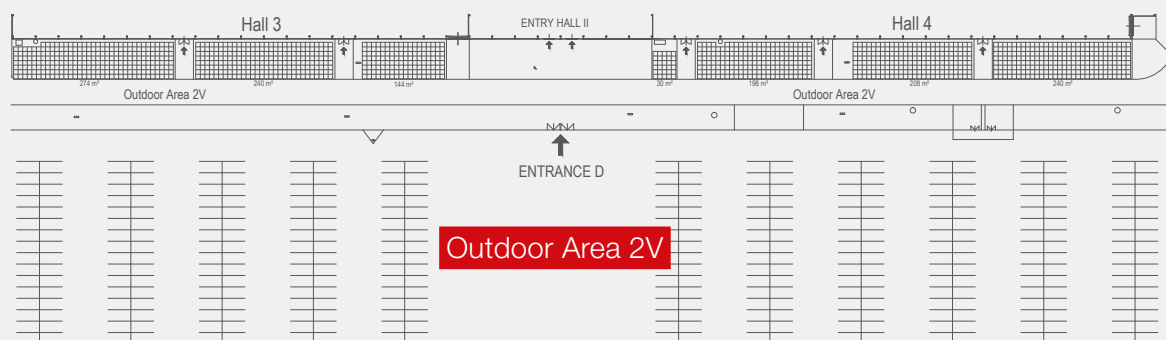 Hall 3
ENTRY HALL II
Hall 4
274 m²
240 m²
144 m²
30 m²
198 m²
208 m²
240 m²
Outdoor Area 2V
Outdoor Area 2V
ENTRANCE D
Outdoor Area 2V